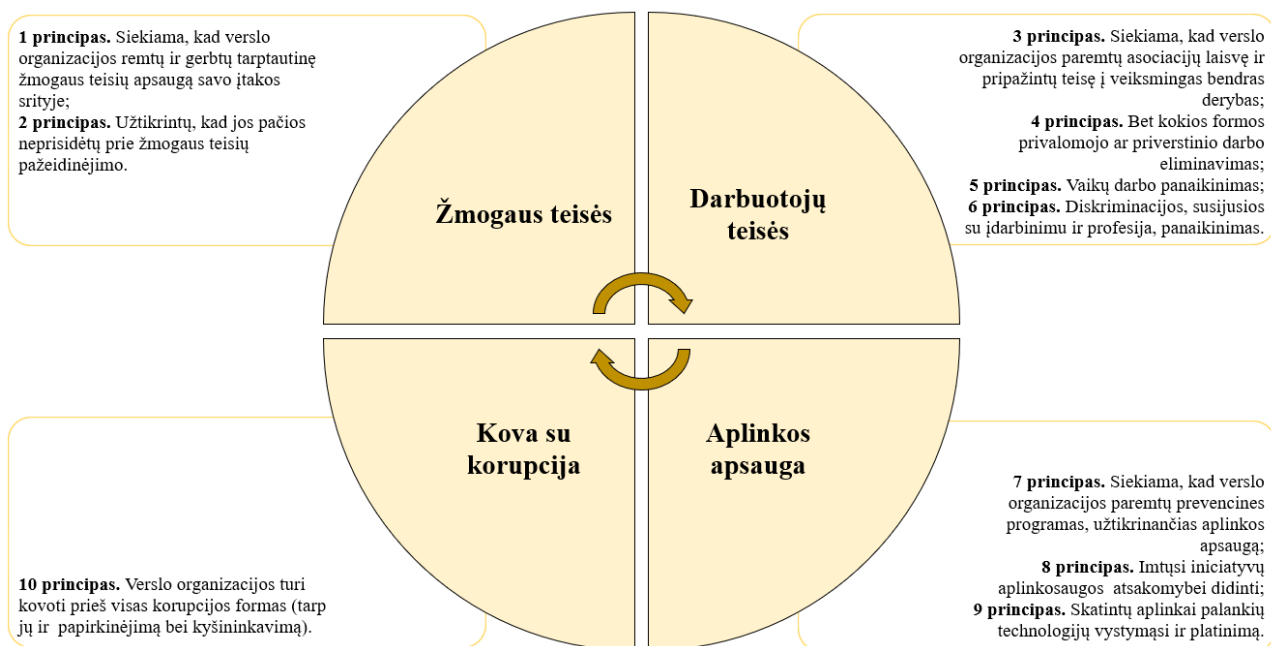 1 principas. Siekiama, kad verslo
organizacijos remtų ir gerbtų tarptautinę
žmogaus teisių apsaugą savo įtakos
srityje;
2 principas. Užtikrintų, kad jos pačios
neprisidėtų prie žmogaus teisių
pažeidinėjimo.
3 principas. Siekiama, kad verslo
organizacijos paremtų asociacijų laisvę ir
pripažintų teisę į veiksmingas bendras
derybas;
4 principas. Bet kokios formos
privalomojo ar priverstinio darbo
eliminavimas;
5 principas. Vaikų darbo panaikinimas;
6 principas. Diskriminacijos, susijusios
su įdarbinimu ir profesija, panaikinimas.
Žmogaus teisės
Darbuotojų
teisės
Kova su
korupcija
Aplinkos
apsauga
10 principas. Verslo organizacijos turi
kovoti prieš visas korupcijos formas (tarp
jų ir papirkinėjimą bei kyšininkavimą).
7 principas. Siekiama, kad verslo
organizacijos paremtų prevencines
programas, užtikrinančias aplinkos
apsaugą;
8 principas. Imtųsi iniciatyvų
aplinkosaugos atsakomybei didinti;
9 principas. Skatintų aplinkai palankių
technologijų vystymąsi ir platinimą.